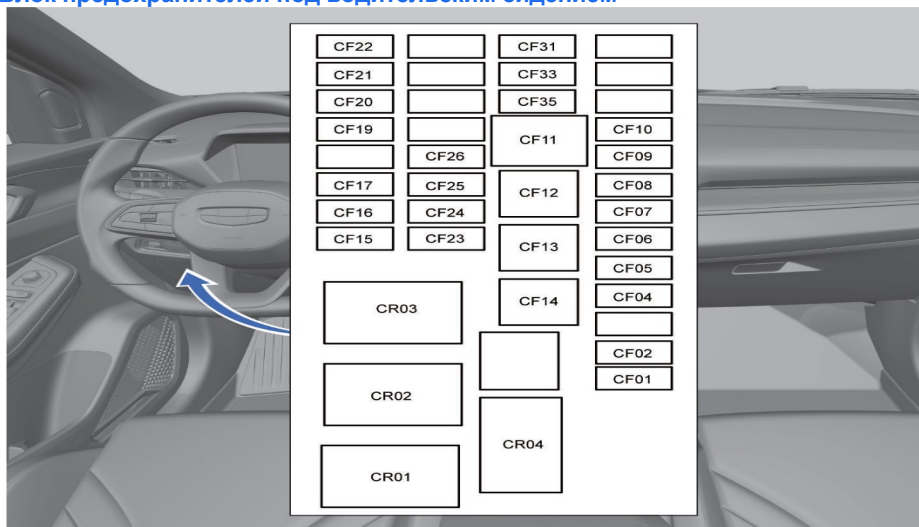 Блок предохранителей под водительским сидением
CF22 CF31
CF21 CF33
CF20 CF35
CF19 CF11 CF10
CF26 CF09
CF17 CF25 CF12 CF08
CF16 CF24 CF07
CF15 CF23 CF13 CF06
CF05
CR03 CF14 CF04
CF02
CF01
CR02
CR04
CR01